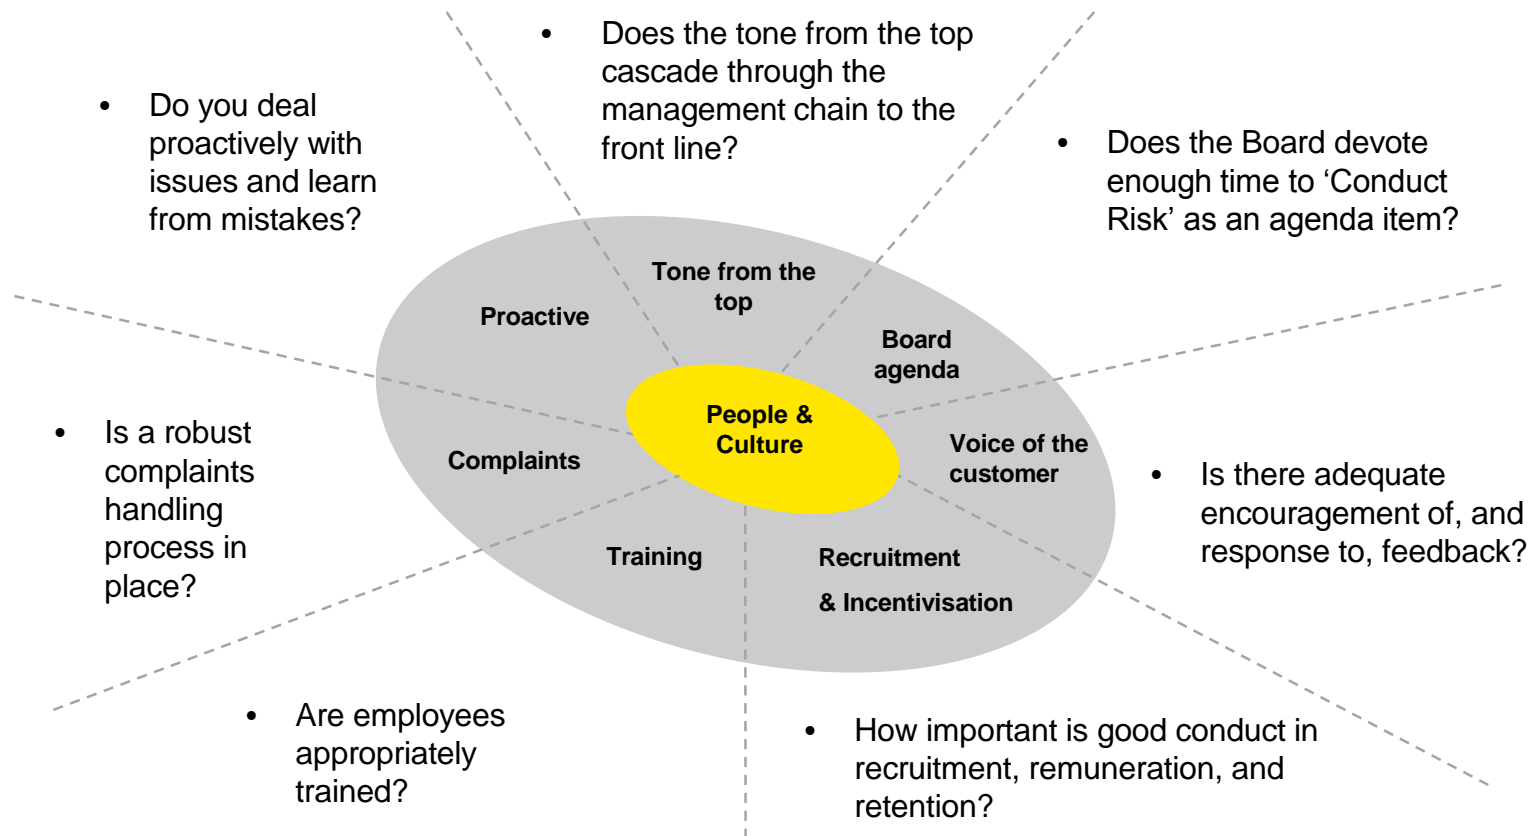 • Does the tone from the top
cascade through the
management chain to the
front line?
• Do you deal
proactively with
issues and learn
from mistakes?
• Does the Board devote
enough time to ‘Conduct
Risk’ as an agenda item?
Tone from the
top
Proactive
Board
agenda
People &
Culture
• Is a robust
complaints
handling
process in
place?
Complaints
Voice of the
customer
• Is there adequate
encouragement of, and
response to, feedback?
Training
Recruitment
& Incentivisation
• Are employees
appropriately
trained?
• How important is good conduct in
recruitment, remuneration, and
retention?